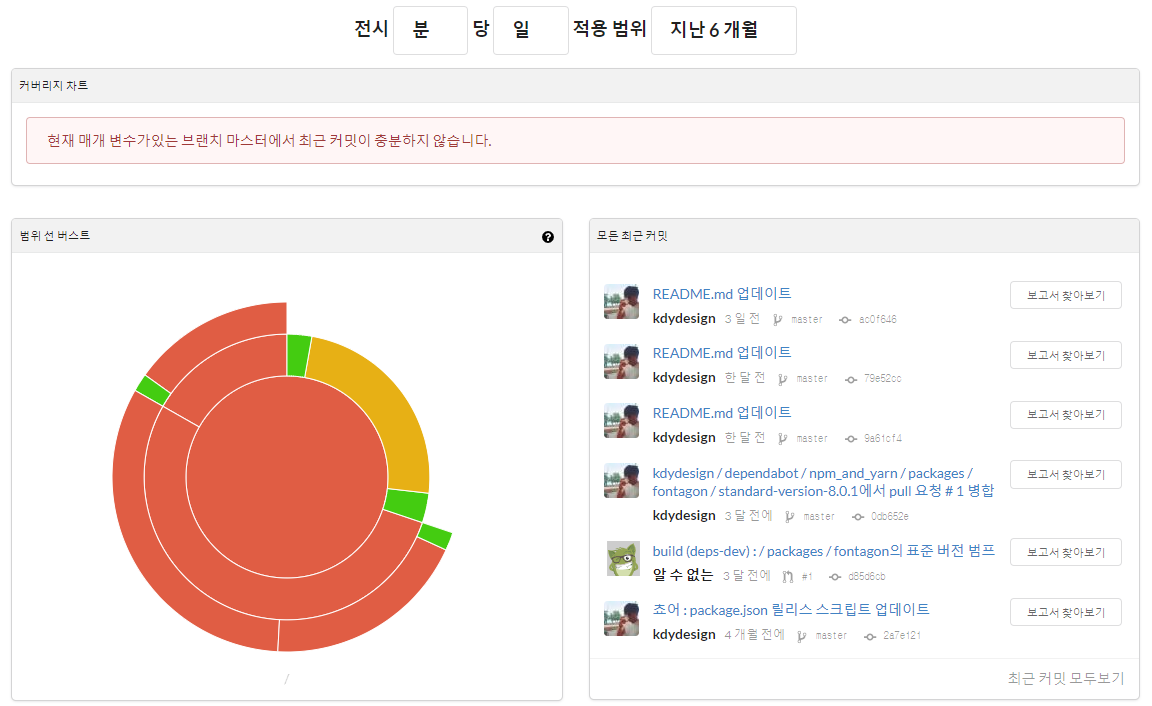 전시 분 당 일 적용 범위 지난 6 개월
커버리지 차트
현재 매개 변수가있는 브랜치 마스터에서 최근 커밋이 충분하지 않습니다.
범위 선 버스트
/
모든 최근 커밋
README.md 업데이트 보고서 찾아보기
kdydesign 3 일 전 master ac0f646
README.md 업데이트 보고서 찾아보기
kdydesign 한 달 전 master 79e52cc
README.md 업데이트 보고서 찾아보기
kdydesign 한 달 전 master 9a61cf4
kdydesign / dependabot / npm_and_yarn / packages / 보고서 찾아보기
fontagon / standard-version-8.0.1에서 pull 요청 # 1 병합
kdydesign 3 달 전에 master 0db652e
build (deps-dev) : / packages / fontagon의 표준 버전 범프 보고서 찾아보기
알 수 없는 3 달 전에 #1 d85d6cb
쵸어 : package.json 릴리스 스크립트 업데이트 보고서 찾아보기
kdydesign 4 개월 전에 master 2a7e121
최근 커밋 모두보기